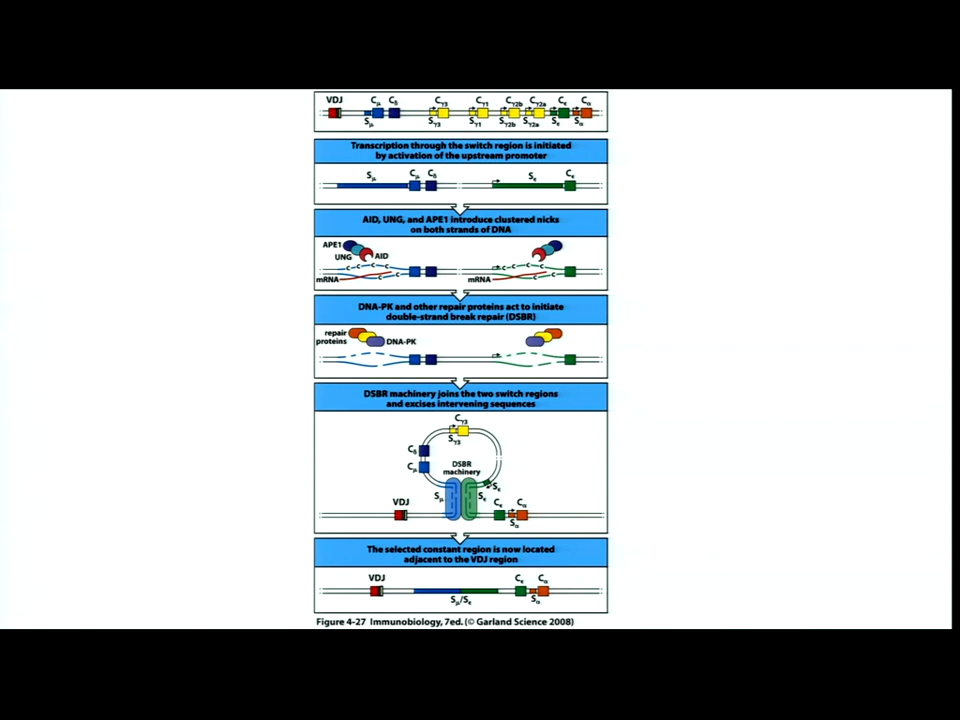 VDJ Cμ Cδ Cγ3 Cγ1 Cγ2b Cγ2a Cε Cα
Sμ Sγ3 Sγ1 Sγ2b Sγ2a Sε Sα
Transcription through the switch region is initiated
by activation of the upstream promoter
Sμ Cμ Cδ Sε Cε
AID, UNG, and APE1 introduce clustered nicks
on both strands of DNA
APE1
UNG AID
c c c c c c c c c c
mRNA mRNA
DNA-PK and other repair proteins act to initiate
double-strand break repair (DSBR)
repair
proteins DNA-PK
DSBR machinery joins the two switch regions
and excises intervening sequences
Cγ3
Sγ3
Cδ
Cμ
DSBR
machinery
Sμ Sε Sε
VDJ Cε Cα
Sα
The selected constant region is now located
adjacent to the VDJ region
VDJ Cε Cα
Sμ/Sε Sα
Figure 4-27 Immunobiology, 7ed. (© Garland Science 2008)